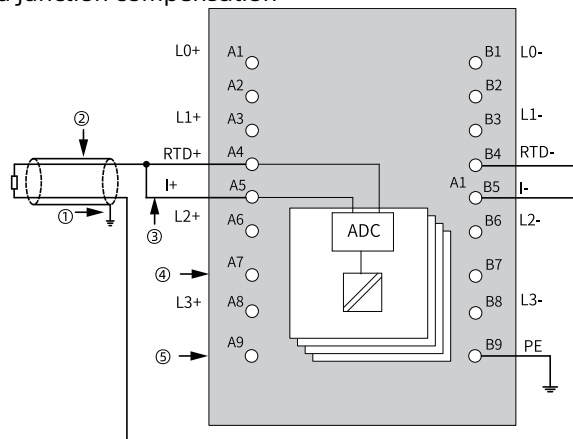 junction compensation
L0+ A1 B1 L0-
A2 B2
② L1+ A3 B3 L1-
RTD+ A4 B4 RTD-
I+ A5 A1 B5 I-
① ③ L2+ A6 ADC B6 L2-
④ A7 B7
L3+ A8 B8 L3-
⑤ A9 B9 PE